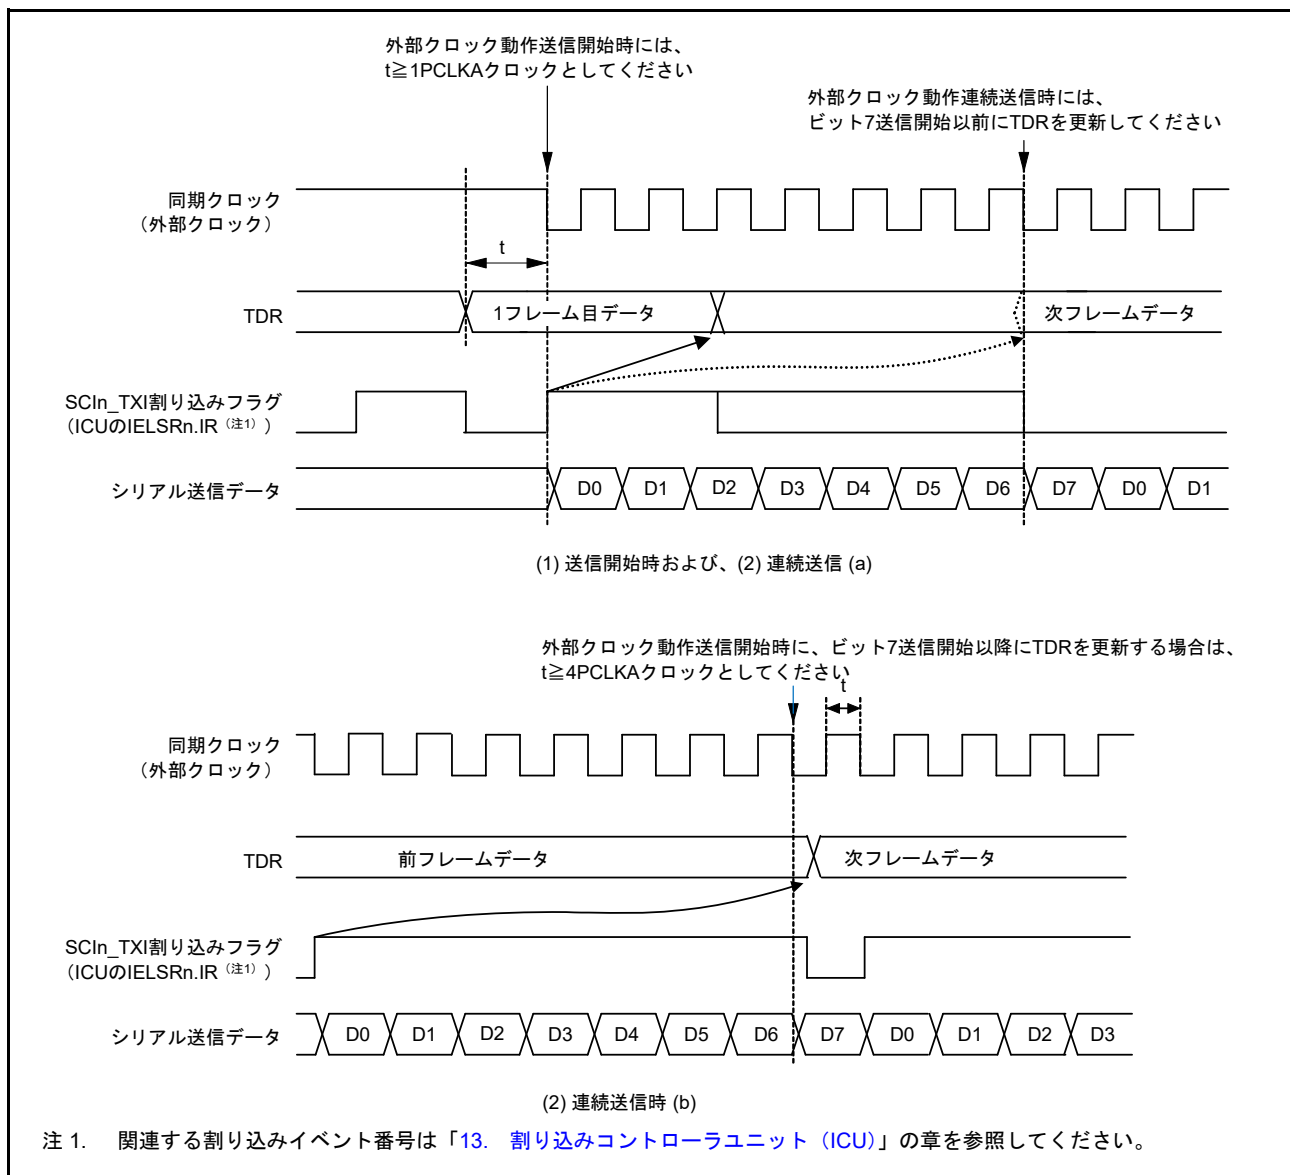 外部クロック動作送信開始時には、
t≧1PCLKAクロックとしてください
外部クロック動作連続送信時には、
ビット7送信開始以前にTDRを更新してください
同期クロック
（外部クロック）
t
TDR
1フレーム目データ
次フレームデータ
SCIn_TXI割り込みフラグ
（ICUのIELSRn.IR（注1））
シリアル送信データ
D0 D1 D2 D3 D4 D5 D6 D7 D0 D1
(1) 送信開始時および、(2) 連続送信 (a)
外部クロック動作送信開始時に、ビット7送信開始以降にTDRを更新する場合は、
t≧4PCLKAクロックとしてください
t
同期クロック
（外部クロック）
TDR
前フレームデータ
次フレームデータ
SCIn_TXI割り込みフラグ
（ICUのIELSRn.IR（注1））
シリアル送信データ
D0 D1 D2 D3 D4 D5 D6 D7 D0 D1 D2 D3
(2) 連続送信時 (b)
注 1. 関連する割り込みイベント番号は「13. 割り込みコントローラユニット（ICU）」の章を参照してください。